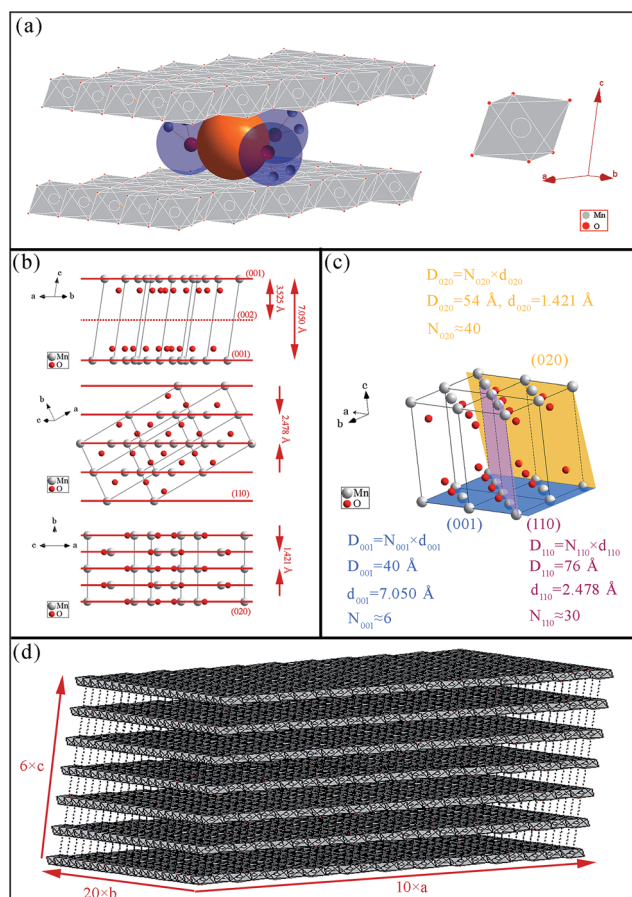 (a)
c
a
b
Mn
O
(b)
c
a
b
(001)
(002)
(001)
3.525 Å
7.050 Å
Mn
O
b
c
a
2.478 Å
Mn
O
(110)
b
c
a
1.421 Å
Mn
O
(020)
(c)
D₀₂₀=N₀₂₀×d₀₂₀
D₀₂₀=54 Å, d₀₂₀=1.421 Å
N₀₂₀≈40
(020)
c
a
b
Mn
O
(001)
(110)
D₀₀₁=N₀₀₁×d₀₀₁
D₀₀₁=40 Å
d₀₀₁=7.050 Å
N₀₀₁≈6
D₁₁₀=N₁₁₀×d₁₁₀
D₁₁₀=76 Å
d₁₁₀=2.478 Å
N₁₁₀≈30
(d)
6×c
20×b
10×a